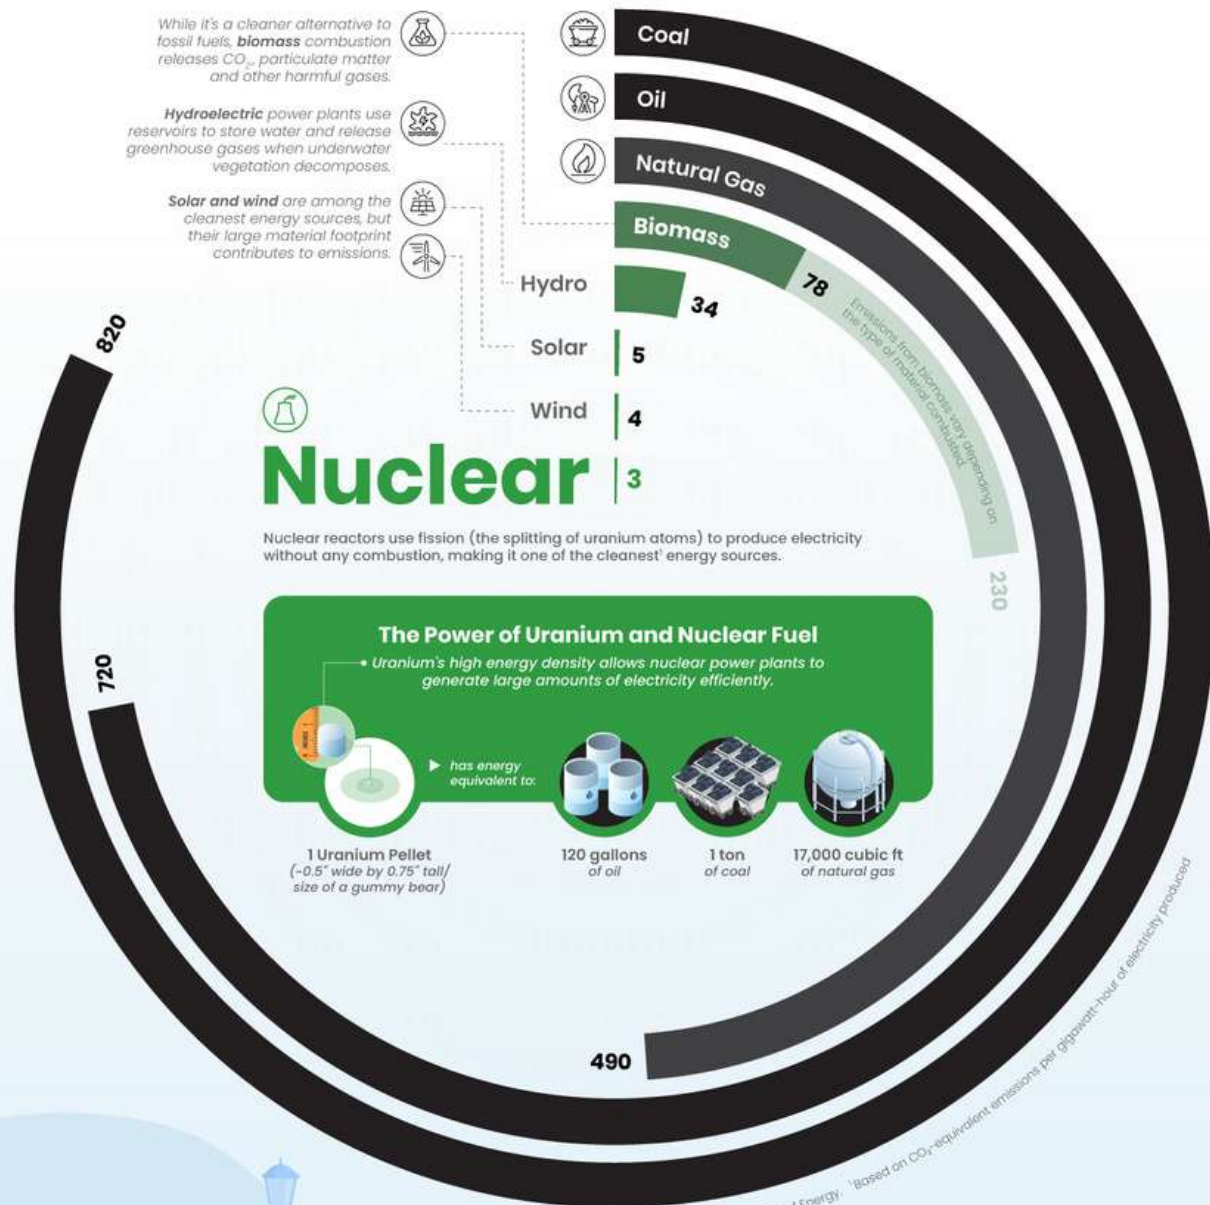 While it's a cleaner alternative to
fossil fuels, biomass combustion
releases CO₂, particulate matter
and other harmful gases.
Hydroelectric power plants use
reservoirs to store water and release
greenhouse gases when underwater
vegetation decomposes.
Solar and wind are among the
cleanest energy sources, but
their large material footprint
contributes to emissions.
Coal
820
Oil
720
Natural Gas
490
Biomass
78
Emissions from biomass vary depending on
the type of material combusted.
230
Hydro
34
Solar
5
Wind
4
Nuclear
3
Nuclear reactors use fission (the splitting of uranium atoms) to produce electricity
without any combustion, making it one of the cleanest¹ energy sources.
The Power of Uranium and Nuclear Fuel
• Uranium's high energy density allows nuclear power plants to
generate large amounts of electricity efficiently.
has energy
equivalent to:
1 Uranium Pellet
(~0.5" wide by 0.75" tall/
size of a gummy bear)
120 gallons
of oil
1 ton
of coal
17,000 cubic ft
of natural gas
Energy. ¹Based on CO₂-equivalent emissions per gigawatt-hour of electricity produced